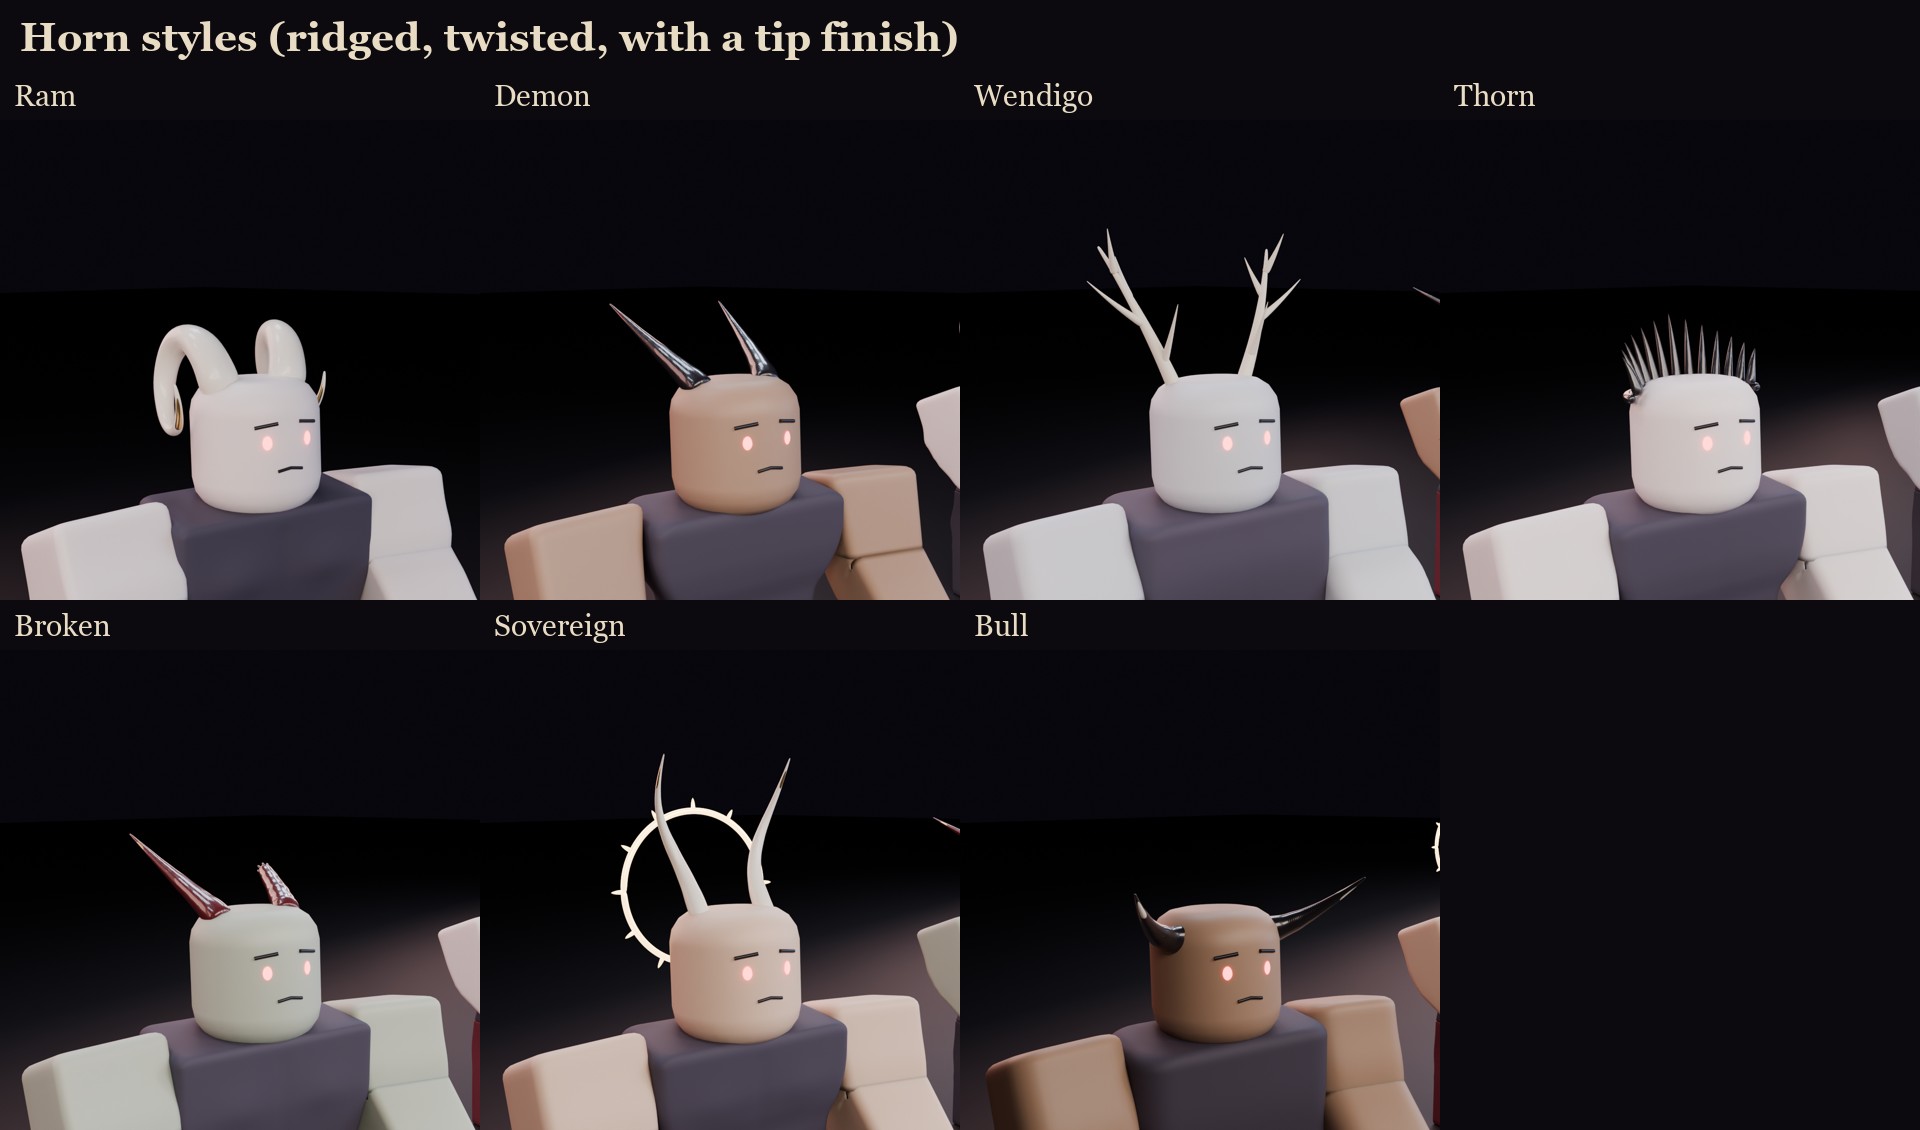 Horn styles (ridged, twisted, with a tip finish)
Ram
Demon
Wendigo
Thorn
Broken
Sovereign
Bull